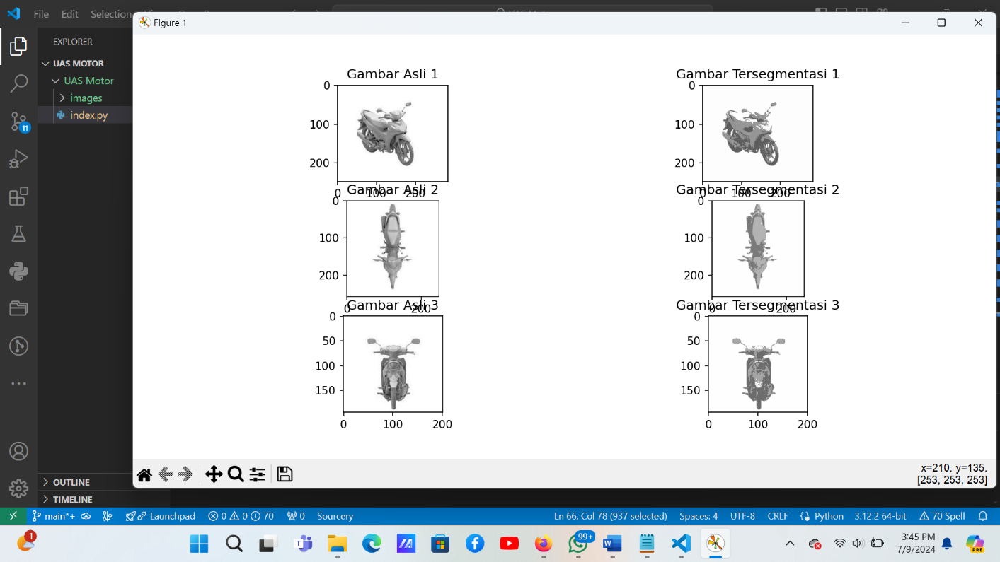 File Edit Selection
Figure 1
EXPLORER
UAS MOTOR
UAS Motor
images
index.py
11
Gambar Asli 1
0
100
200
0 100 200
Gambar Tersegmentasi 1
0
100
200
0 100 200
Gambar Asli 2
0
100
200
0 200
Gambar Tersegmentasi 2
0
100
200
0 200
Gambar Asli 3
0
50
100
150
0 100 200
Gambar Tersegmentasi 3
0
50
100
150
0 100 200
x=210. y=135.
[253, 253, 253]
OUTLINE
TIMELINE
main*+ Launchpad 0 0 70 0 Sourcery Ln 66, Col 78 (937 selected) Spaces: 4 UTF-8 CRLF Python 3.12.2 64-bit 70 Spell
1
99+
3:45 PM
7/9/2024
PRE